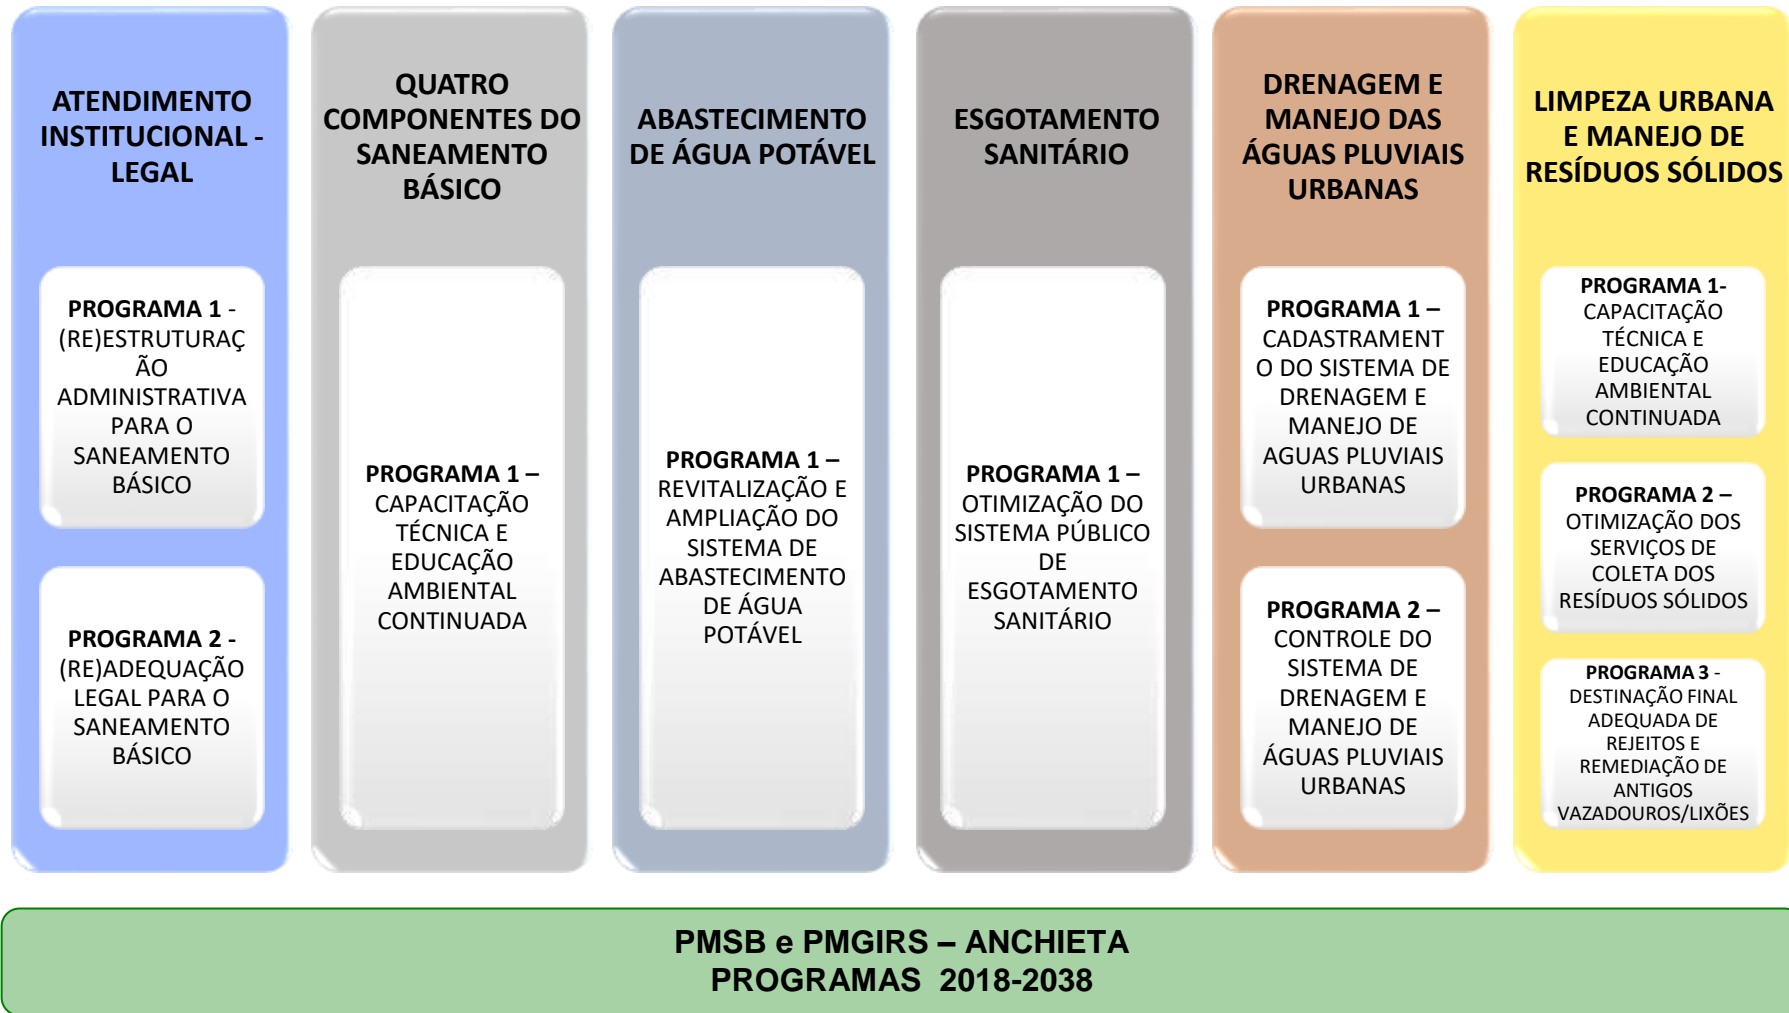 ATENDIMENTO
INSTITUCIONAL -
LEGAL
PROGRAMA 1 -
(RE)ESTRUTURAÇ
ÃO
ADMINISTRATIVA
PARA O
SANEAMENTO
BÁSICO
PROGRAMA 2 -
(RE)ADEQUAÇÃO
LEGAL PARA O
SANEAMENTO
BÁSICO
QUATRO
COMPONENTES DO
SANEAMENTO
BÁSICO
PROGRAMA 1 –
CAPACITAÇÃO
TÉCNICA E
EDUCAÇÃO
AMBIENTAL
CONTINUADA
ABASTECIMENTO
DE ÁGUA POTÁVEL
PROGRAMA 1 –
REVITALIZAÇÃO E
AMPLIAÇÃO DO
SISTEMA DE
ABASTECIMENTO
DE ÁGUA
POTÁVEL
ESGOTAMENTO
SANITÁRIO
PROGRAMA 1 –
OTIMIZAÇÃO DO
SISTEMA PÚBLICO
DE
ESGOTAMENTO
SANITÁRIO
DRENAGEM E
MANEJO DAS
ÁGUAS PLUVIAIS
URBANAS
PROGRAMA 1 –
CADASTRAMENT
O DO SISTEMA DE
DRENAGEM E
MANEJO DE
AGUAS PLUVIAIS
URBANAS
PROGRAMA 2 –
CONTROLE DO
SISTEMA DE
DRENAGEM E
MANEJO DE
ÁGUAS PLUVIAIS
URBANAS
LIMPEZA URBANA
E MANEJO DE
RESÍDUOS SÓLIDOS
PROGRAMA 1-
CAPACITAÇÃO
TÉCNICA E
EDUCAÇÃO
AMBIENTAL
CONTINUADA
PROGRAMA 2 –
OTIMIZAÇÃO DOS
SERVIÇOS DE
COLETA DOS
RESÍDUOS SÓLIDOS
PROGRAMA 3 -
DESTINAÇÃO FINAL
ADEQUADA DE
REJEITOS E
REMEDIAÇÃO DE
ANTIGOS
VAZADOUROS/LIXÕES
PMSB e PMGIRS – ANCHIETA
PROGRAMAS 2018-2038